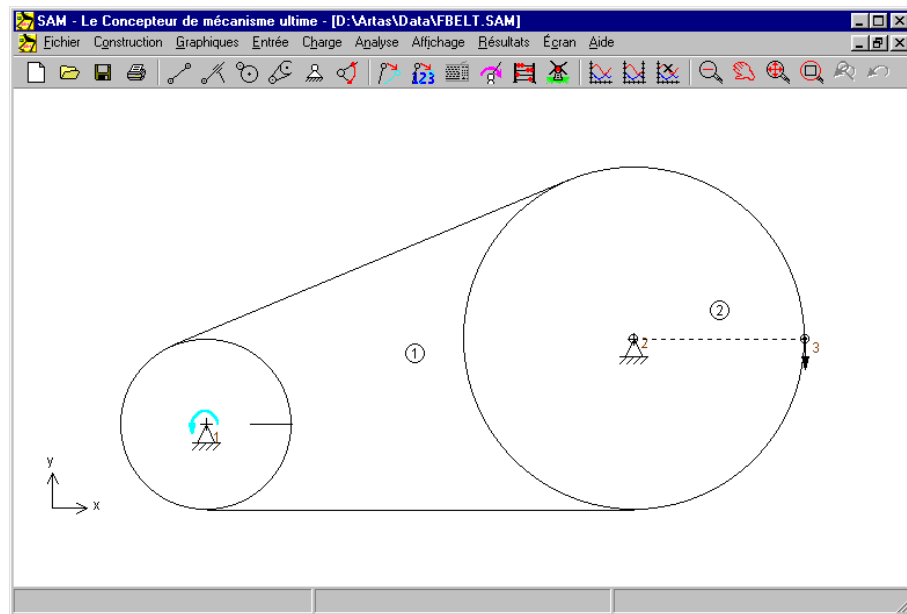 SAM - Le Concepteur de mécanisme ultime - [D:\Artas\Data\FBELT.SAM]
Fichier Construction Graphiques Entrée Charge Analyse Affichage Résultats Écran Aide
123
2
1
2
3
1
y
x